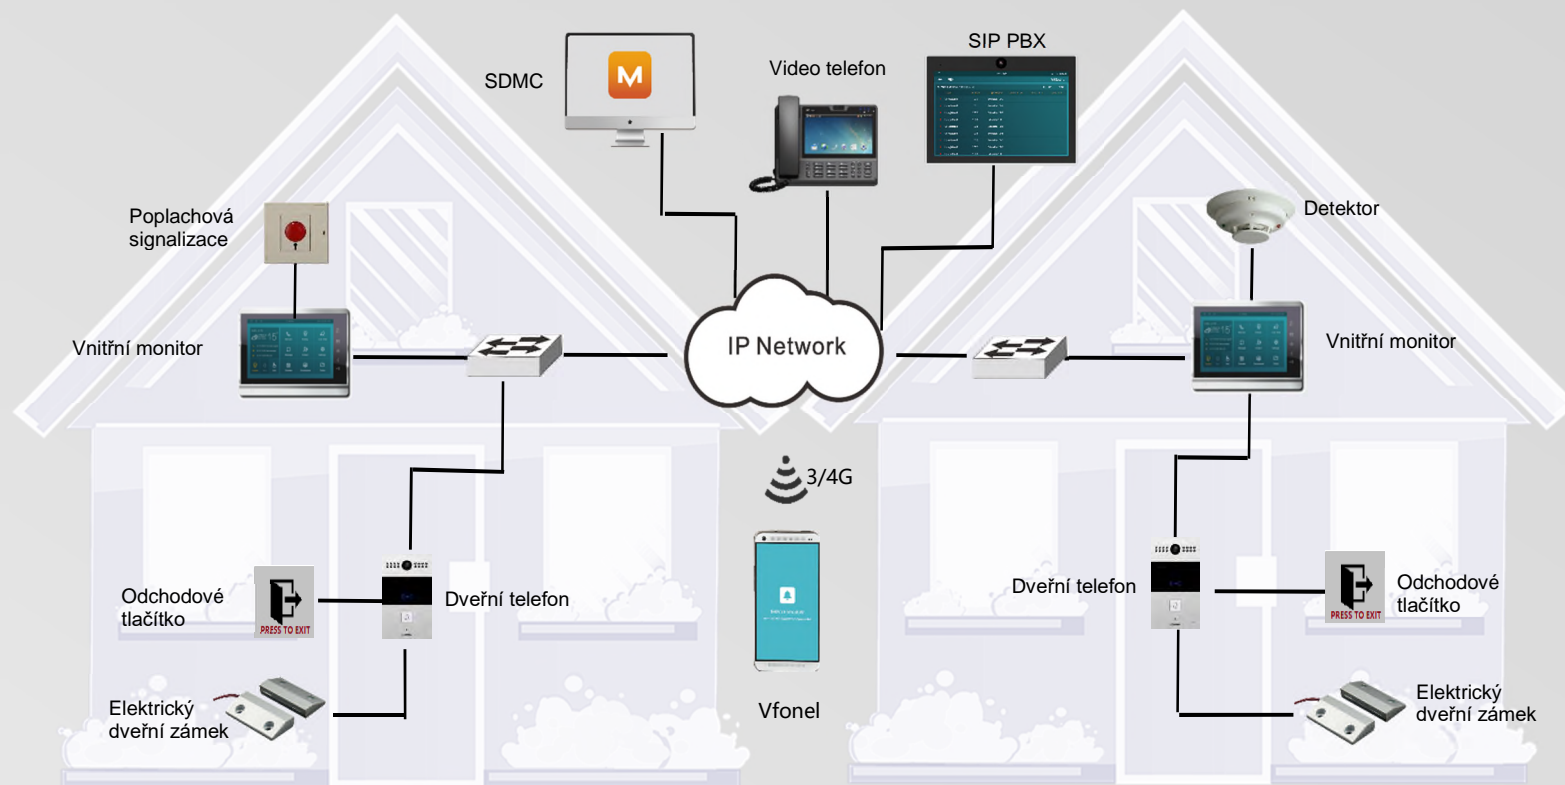 SIP PBX
Video telefon
SDMC
M
Poplachová
signalizace
Detektor
Vnitřní monitor
IP Network
Vnitřní monitor
3/4G
Odchodové
tlačítko
PRESS TO EXIT
Dveřní telefon
Dveřní telefon
PRESS TO EXIT
Odchodové
tlačítko
Elektrický
dveřní zámek
Vfonel
Elektrický
dveřní zámek